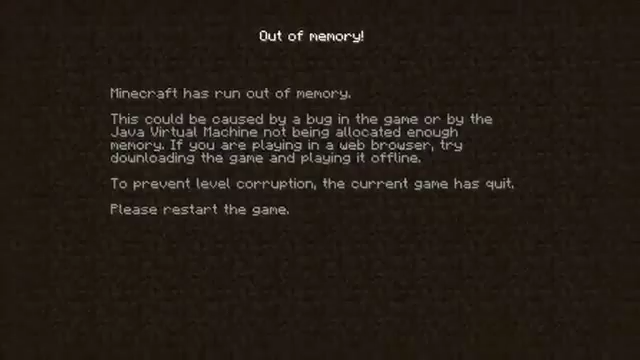 Out of memory!
Minecraft has run out of memory.
This could be caused by a bug in the game or by the
Java Virtual Machine not being allocated enough
memory. If you are playing in a web browser, try
downloading the game and playing it offline.
To prevent level corruption, the current game has quit.
Please restart the game.